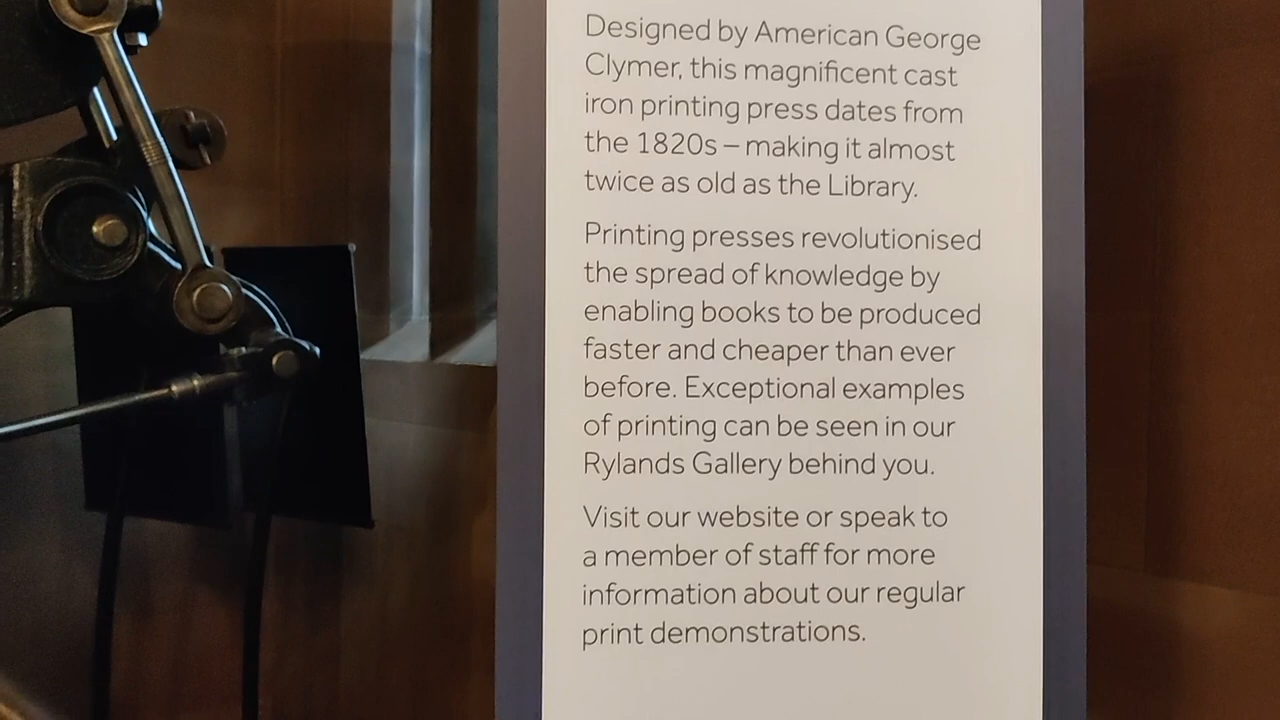 Designed by American George
Clymer, this magnificent cast
iron printing press dates from
the 1820s – making it almost
twice as old as the Library.
Printing presses revolutionised
the spread of knowledge by
enabling books to be produced
faster and cheaper than ever
before. Exceptional examples
of printing can be seen in our
Rylands Gallery behind you.
Visit our website or speak to
a member of staff for more
information about our regular
print demonstrations.